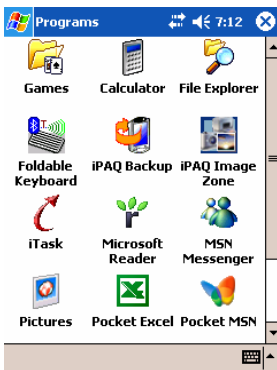 Programs 7:12
Games Calculator File Explorer
Foldable Keyboard iPAQ Backup iPAQ Image Zone
iTask Microsoft Reader MSN Messenger
Pictures Pocket Excel Pocket MSN